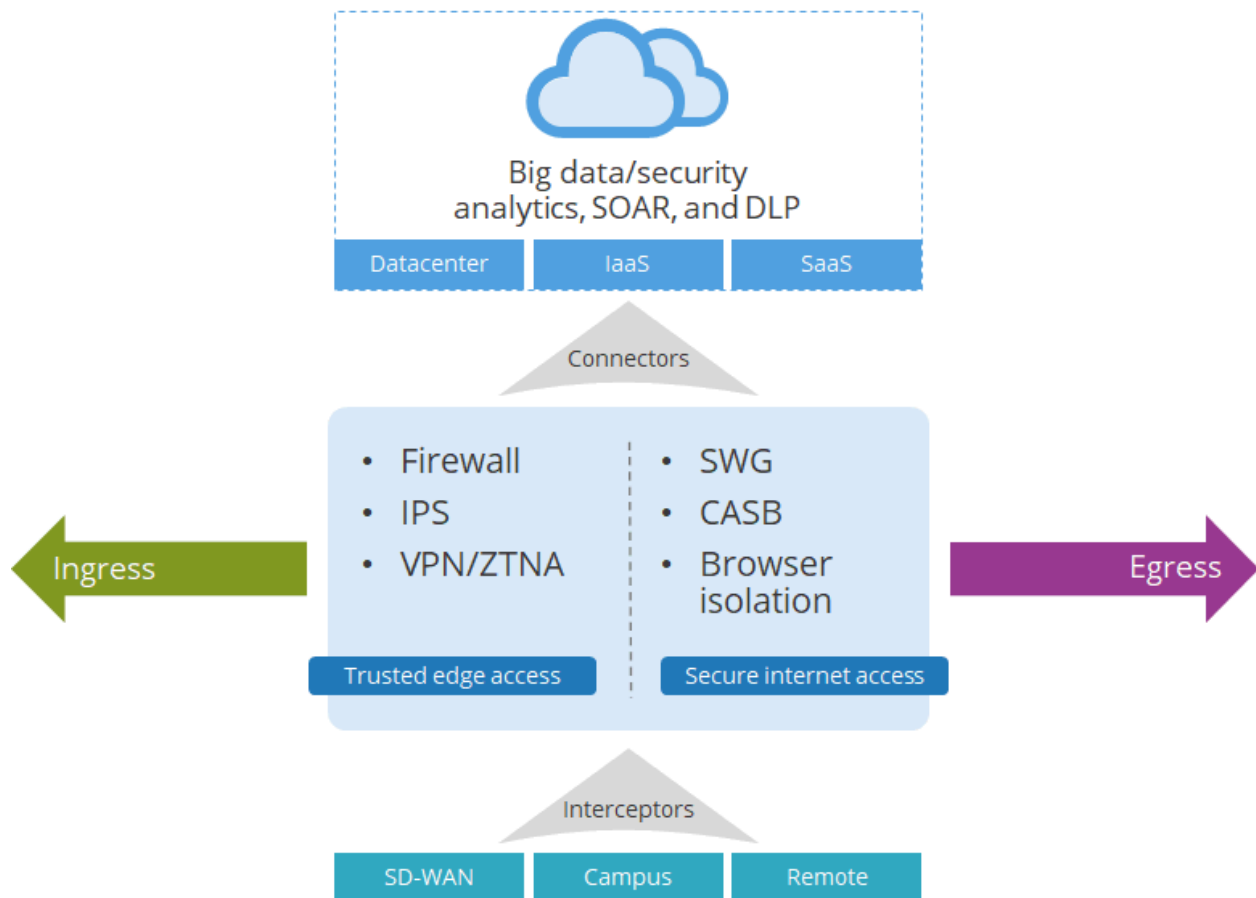 Big data/security
analytics, SOAR, and DLP
Datacenter
IaaS
SaaS
Connectors
• Firewall
• IPS
• VPN/ZTNA
Trusted edge access
• SWG
• CASB
• Browser
isolation
Secure internet access
Ingress
Egress
Interceptors
SD-WAN
Campus
Remote